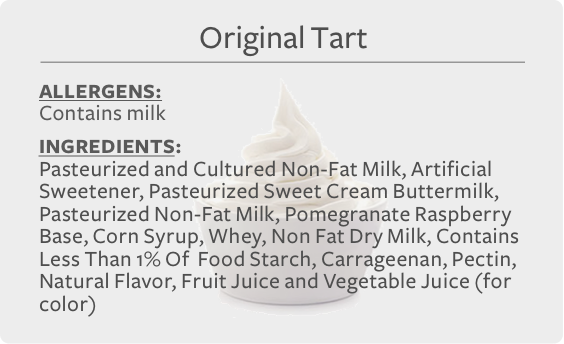 Original Tart
ALLERGENS:
Contains milk
INGREDIENTS:
Pasteurized and Cultured Non-Fat Milk, Artificial
Sweetener, Pasteurized Sweet Cream Buttermilk,
Pasteurized Non-Fat Milk, Pomegranate Raspberry
Base, Corn Syrup, Whey, Non Fat Dry Milk, Contains
Less Than 1% Of Food Starch, Carrageenan, Pectin,
Natural Flavor, Fruit Juice and Vegetable Juice (for
color)